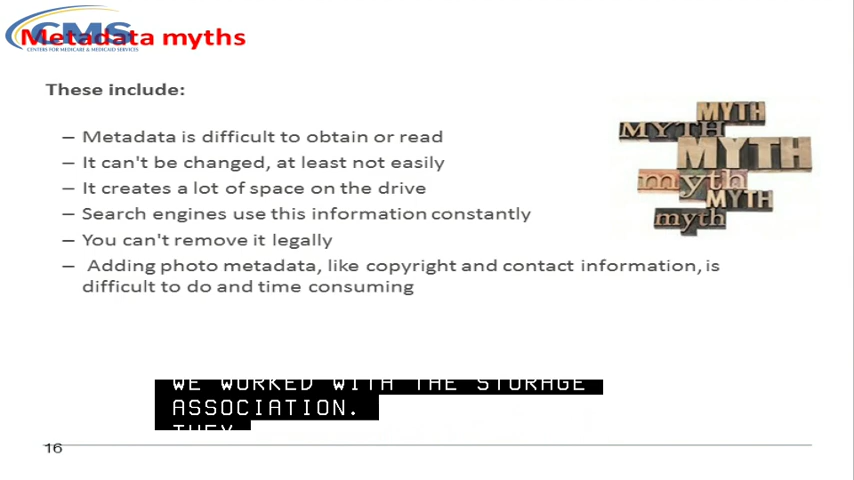 CMS
CENTERS FOR MEDICARE & MEDICAID SERVICES
Metadata myths
These include:
– Metadata is difficult to obtain or read
– It can't be changed, at least not easily
– It creates a lot of space on the drive
– Search engines use this information constantly
– You can't remove it legally
– Adding photo metadata, like copyright and contact information, is
difficult to do and time consuming
MYTH
MYTH
MYTH
myth
MYTH
myth
WE WORKED WITH THE STORAGE
ASSOCIATION.
THEY
16